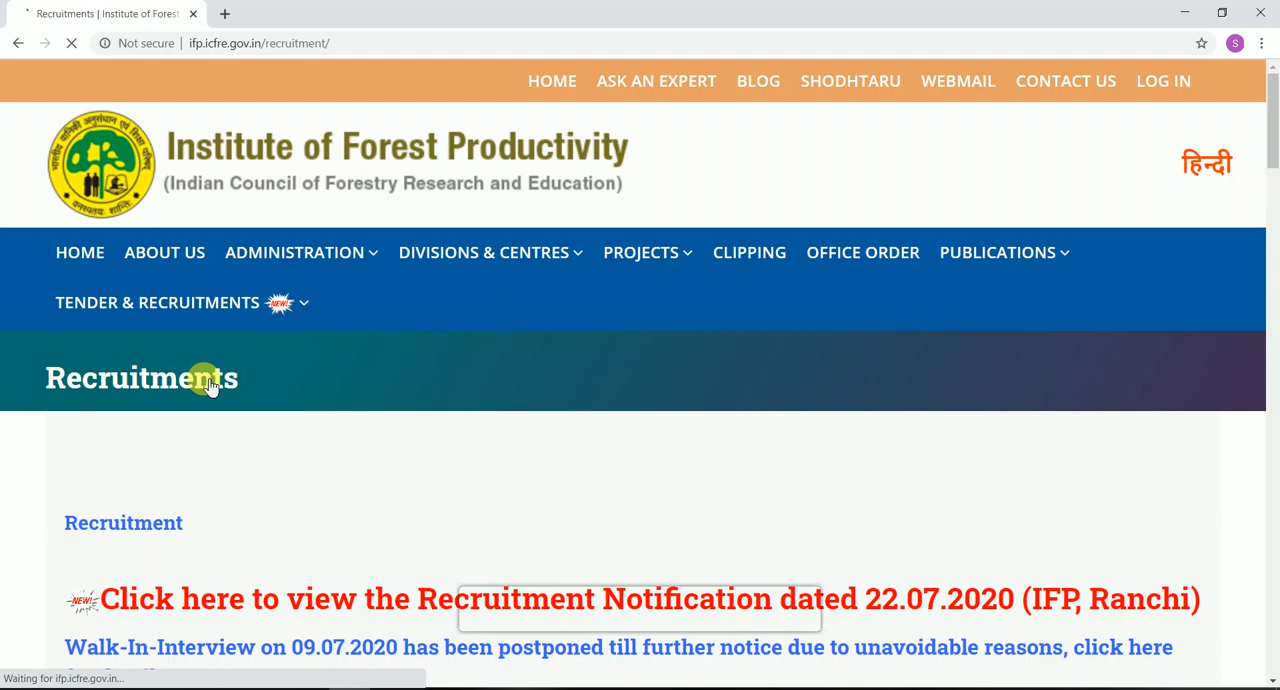 Recruitments | Institute of Forest
Not secure | ifp.icfre.gov.in/recruitment/
S
HOME ASK AN EXPERT BLOG SHODHTARU WEBMAIL CONTACT US LOG IN
Institute of Forest Productivity
(Indian Council of Forestry Research and Education)
हिन्दी
HOME ABOUT US ADMINISTRATION DIVISIONS & CENTRES PROJECTS CLIPPING OFFICE ORDER PUBLICATIONS
TENDER & RECRUITMENTS NEW!
Recruitments
Recruitment
NEW! Click here to view the Recruitment Notification dated 22.07.2020 (IFP, Ranchi)
Walk-In-Interview on 09.07.2020 has been postponed till further notice due to unavoidable reasons, click here
Waiting for ifp.icfre.gov.in...